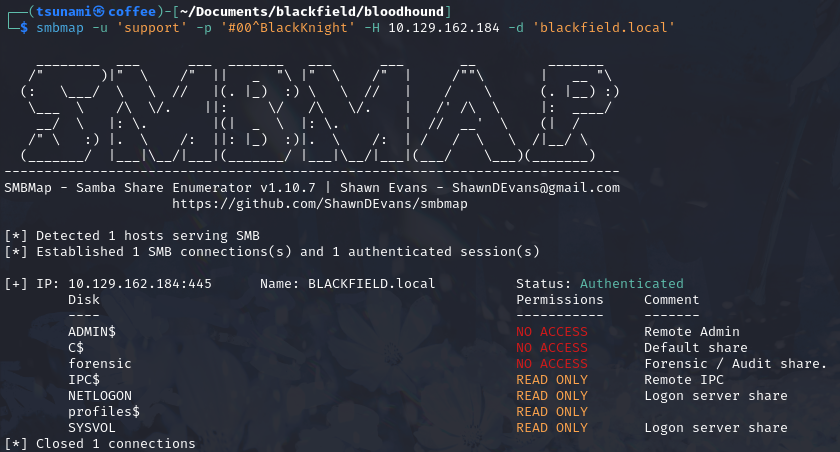 ┌──(tsunami㉿coffee)-[~/Documents/blackfield/bloodhound]
└─$ smbmap -u 'support' -p '#00^BlackKnight' -H 10.129.162.184 -d 'blackfield.local'
SMBMAP
-----------------------------------------------------------------------------
SMBMap - Samba Share Enumerator v1.10.7 | Shawn Evans - ShawnDEvans@gmail.com
https://github.com/ShawnDEvans/smbmap
[*] Detected 1 hosts serving SMB
[*] Established 1 SMB connections(s) and 1 authenticated session(s)
[+] IP: 10.129.162.184:445 Name: BLACKFIELD.local Status: Authenticated
Disk Permissions Comment
---- ----------- -------
ADMIN$ NO ACCESS Remote Admin
C$ NO ACCESS Default share
forensic NO ACCESS Forensic / Audit share.
IPC$ READ ONLY Remote IPC
NETLOGON READ ONLY Logon server share
profiles$ READ ONLY
SYSVOL READ ONLY Logon server share
[*] Closed 1 connections